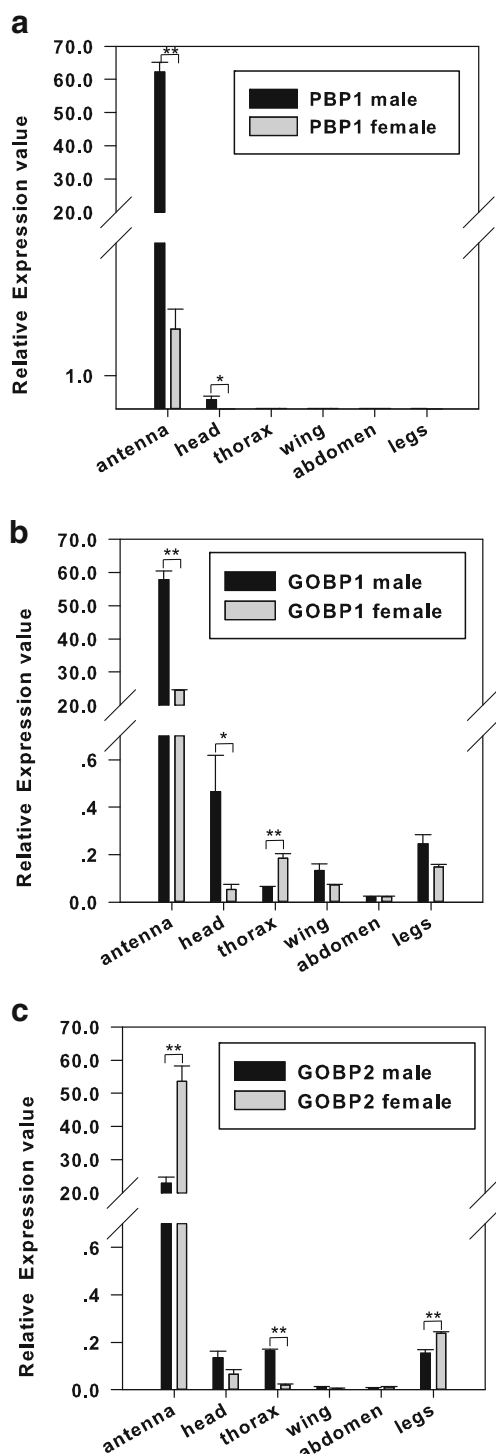 a
Relative Expression value
70.0
60.0
50.0
40.0
30.0
20.0
1.0
**
*
PBP1 male
PBP1 female
antenna
head
thorax
wing
abdomen
legs
b
Relative Expression value
70.0
60.0
50.0
40.0
30.0
20.0
.6
.4
.2
0.0
**
*
**
GOBP1 male
GOBP1 female
antenna
head
thorax
wing
abdomen
legs
c
Relative Expression value
70.0
60.0
50.0
40.0
30.0
20.0
.6
.4
.2
0.0
**
**
**
GOBP2 male
GOBP2 female
antenna
head
thorax
wing
abdomen
legs